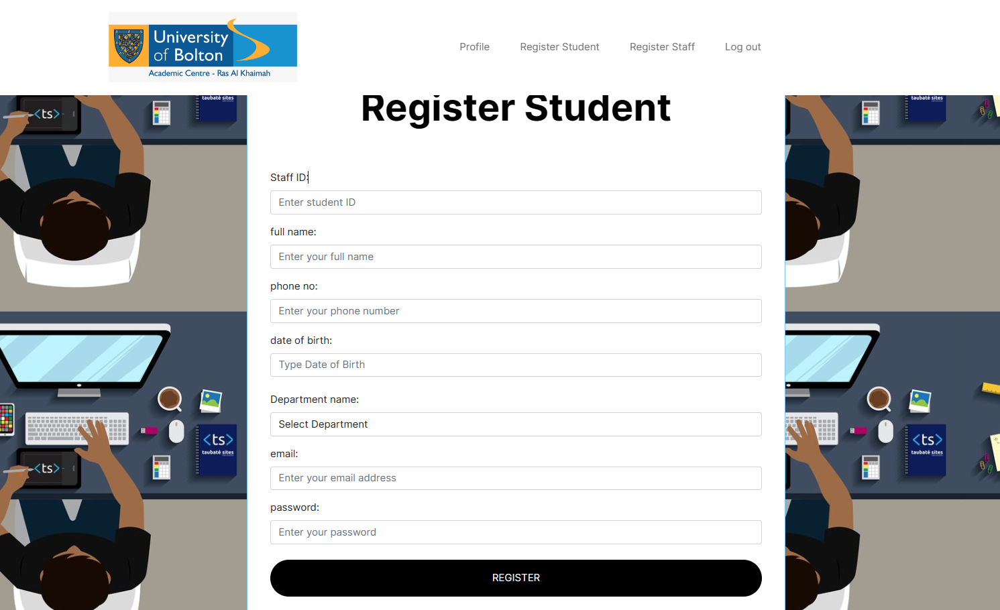 University
of Bolton
Academic Centre - Ras Al Khaimah
Profile
Register Student
Register Staff
Log out
Register Student
Staff ID:
Enter student ID
full name:
Enter your full name
phone no:
Enter your phone number
date of birth:
Type Date of Birth
Department name:
Select Department
email:
Enter your email address
password:
Enter your password
REGISTER
<ts>
taubaté sites
taubaté sites
<ts>
taubaté sites
<ts>
<ts>
taubaté sites